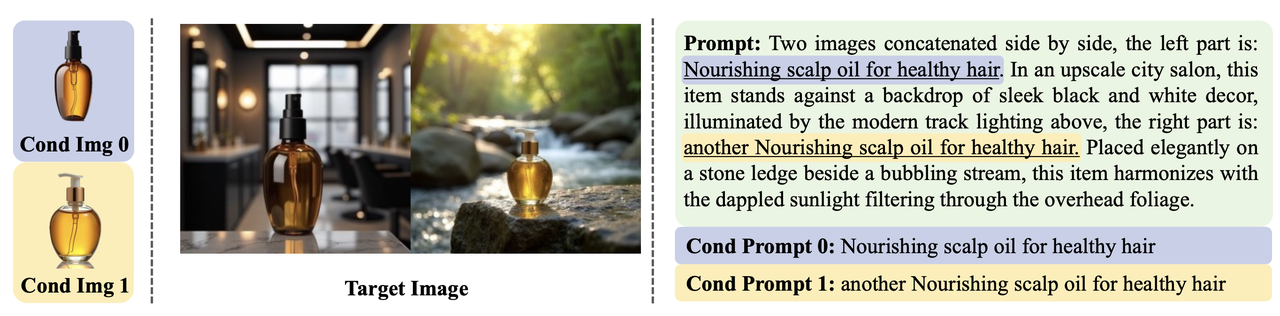 Cond Img 0
Cond Img 1
Target Image
Prompt: Two images concatenated side by side, the left part is:
Nourishing scalp oil for healthy hair. In an upscale city salon, this
item stands against a backdrop of sleek black and white decor,
illuminated by the modern track lighting above, the right part is:
another Nourishing scalp oil for healthy hair. Placed elegantly on
a stone ledge beside a bubbling stream, this item harmonizes with
the dappled sunlight filtering through the overhead foliage.
Cond Prompt 0: Nourishing scalp oil for healthy hair
Cond Prompt 1: another Nourishing scalp oil for healthy hair